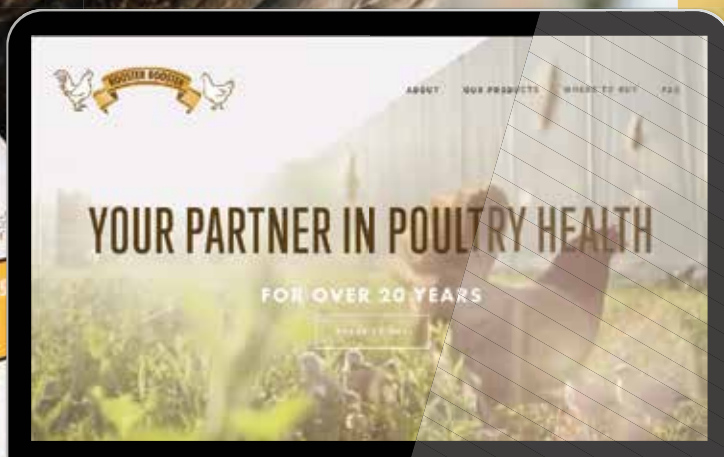 ROOSTER BOOSTER
ABOUT OUR PRODUCTS WHERE TO BUY FAQ
YOUR PARTNER IN POULTRY HEALTH
FOR OVER 20 YEARS